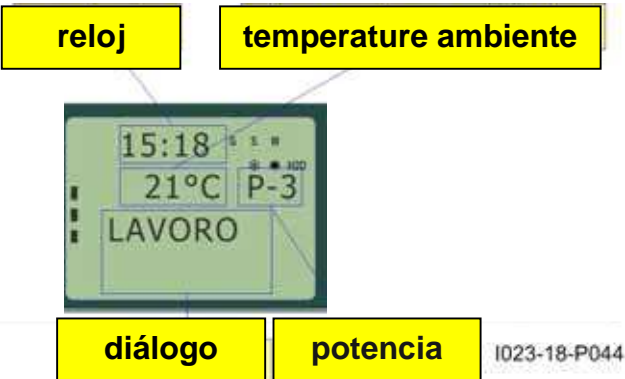 reloj
temperature ambiente
15:18
21°C P-3
LAVORO
diálogo
potencia
I023-18-P044